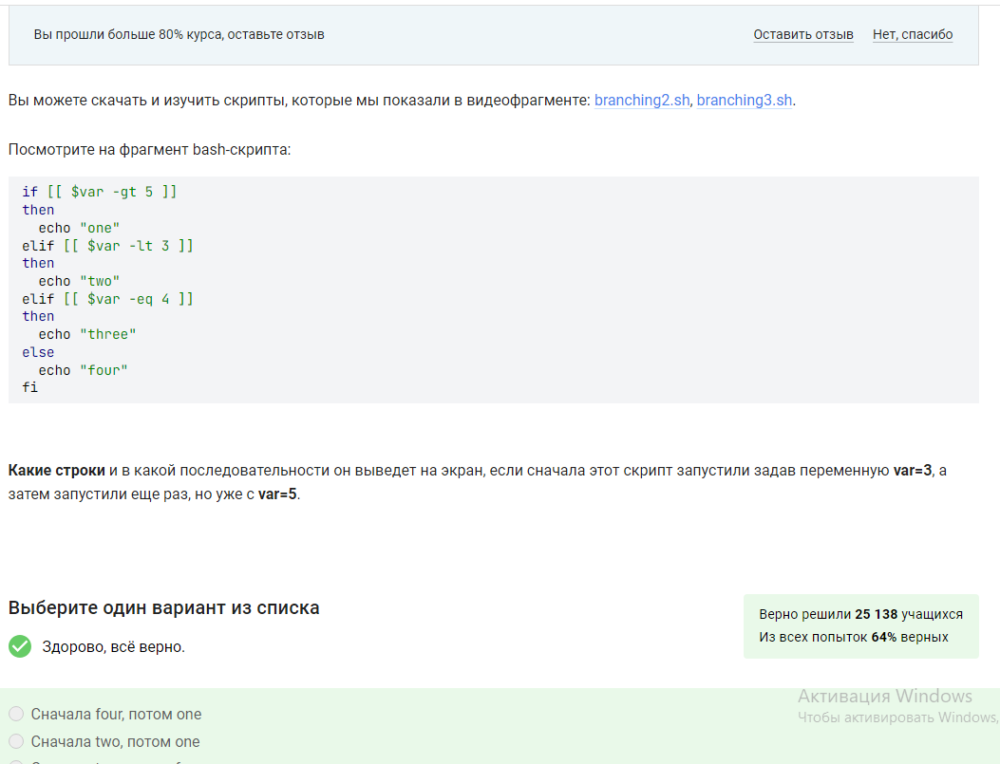 Вы прошли больше 80% курса, оставьте отзыв
Оставить отзыв
Нет, спасибо
Вы можете скачать и изучить скрипты, которые мы показали в видеофрагменте: branching2.sh, branching3.sh.
Посмотрите на фрагмент bash-скрипта:
if [[ $var -gt 5 ]]
then
  echo "one"
elif [[ $var -lt 3 ]]
then
  echo "two"
elif [[ $var -eq 4 ]]
then
  echo "three"
else
  echo "four"
fi
Какие строки и в какой последовательности он выведет на экран, если сначала этот скрипт запустили задав переменную var=3, а
затем запустили еще раз, но уже с var=5.
Выберите один вариант из списка
Здорово, всё верно.
Верно решили 25 138 учащихся
Из всех попыток 64% верных
Активация Windows
Чтобы активировать Windows,
Сначала four, потом one
Сначала two, потом one